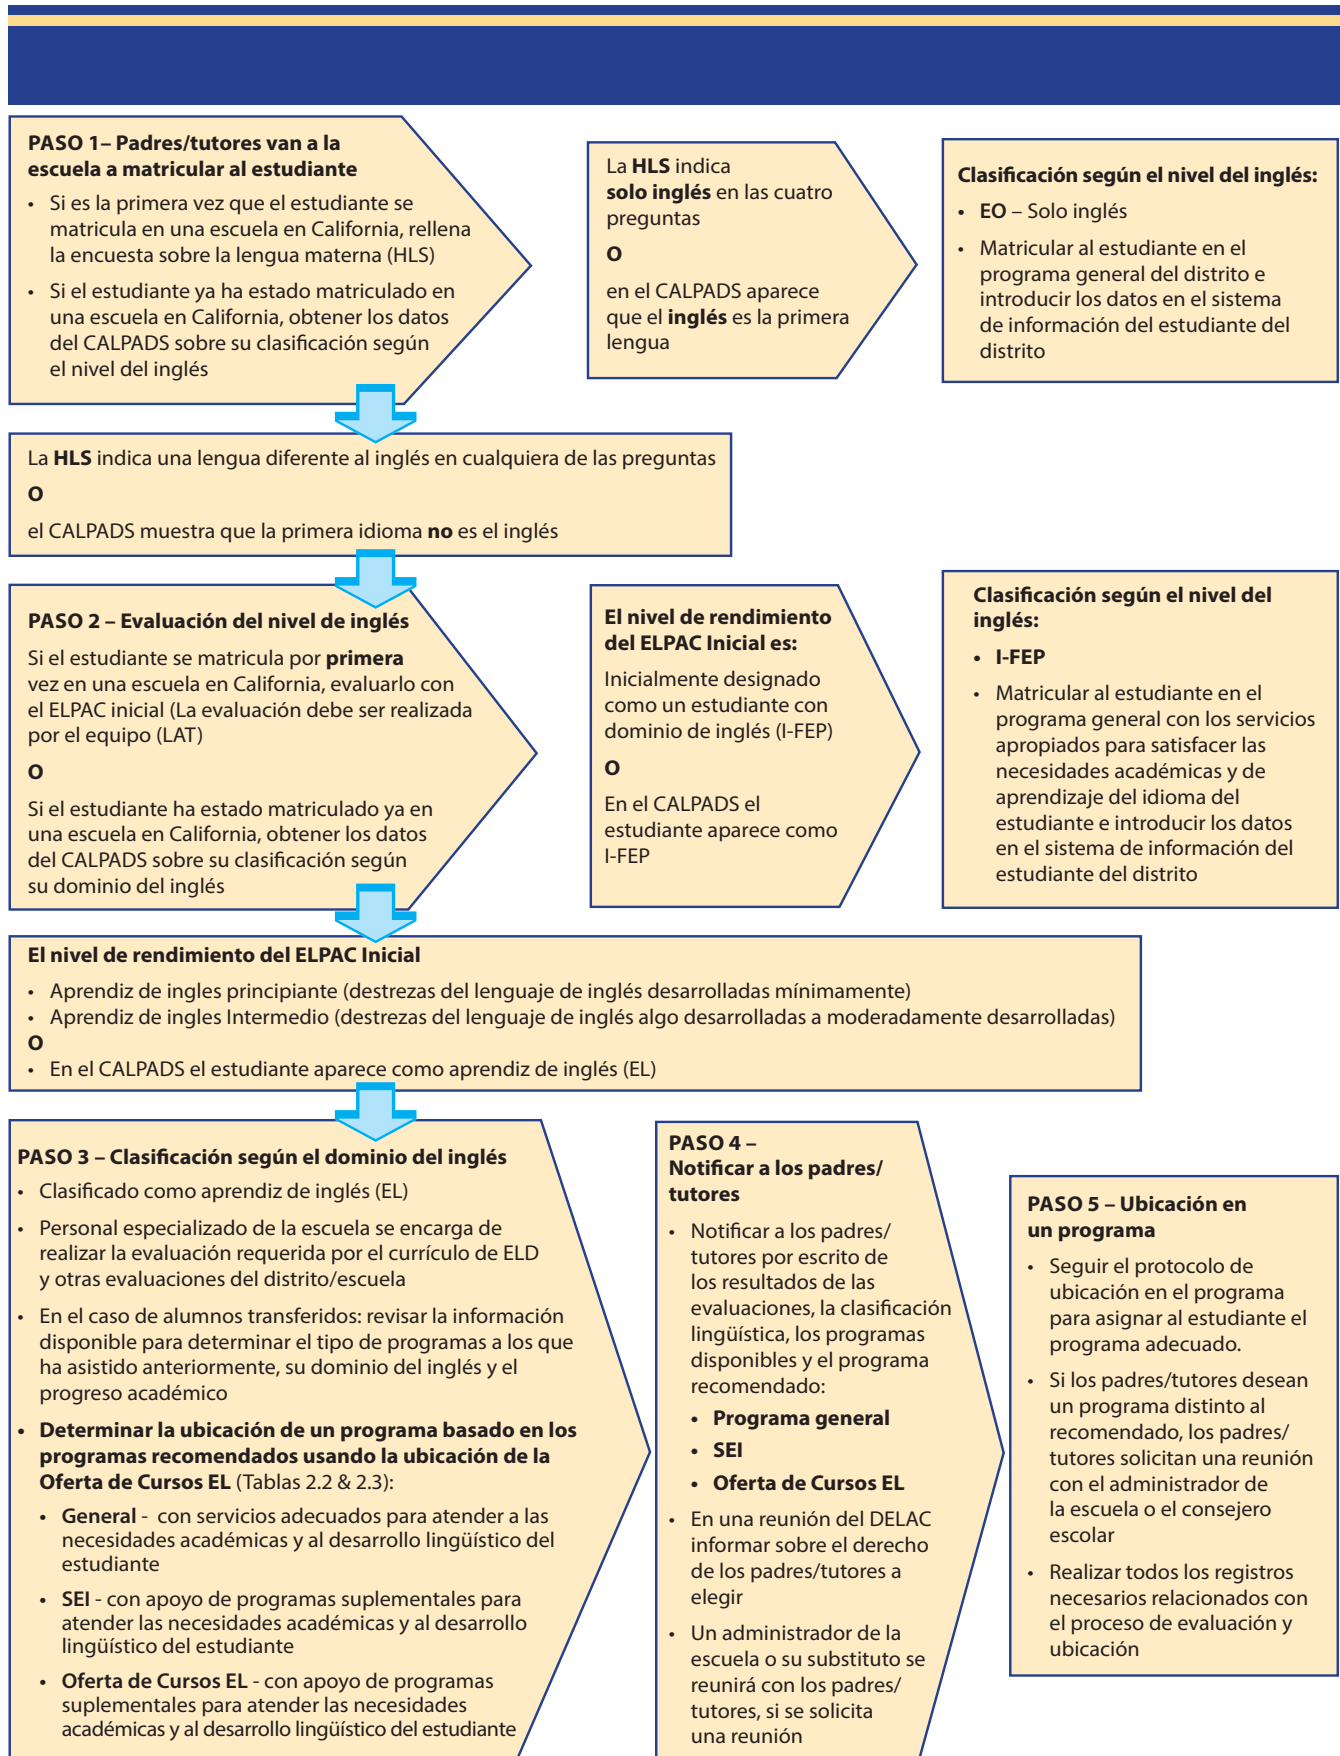 PASO 1– Padres/tutores van a la
escuela a matricular al estudiante
• Si es la primera vez que el estudiante se
matricula en una escuela en California, rellena
la encuesta sobre la lengua materna (HLS)
• Si el estudiante ya ha estado matriculado en
una escuela en California, obtener los datos
del CALPADS sobre su clasificación según
el nivel del inglés
La HLS indica
solo inglés en las cuatro
preguntas
O
en el CALPADS aparece
que el inglés es la primera
lengua
Clasificación según el nivel del inglés:
• EO – Solo inglés
• Matricular al estudiante en el
programa general del distrito e
introducir los datos en el sistema
de información del estudiante del
distrito
La HLS indica una lengua diferente al inglés en cualquiera de las preguntas
O
el CALPADS muestra que la primera idioma no es el inglés
PASO 2 – Evaluación del nivel de inglés
Si el estudiante se matricula por primera
vez en una escuela en California, evaluarlo con
el ELPAC inicial (La evaluación debe ser realizada
por el equipo (LAT)
O
Si el estudiante ha estado matriculado ya en
una escuela en California, obtener los datos
del CALPADS sobre su clasificación según
su dominio del inglés
El nivel de rendimiento
del ELPAC Inicial es:
Inicialmente designado
como un estudiante con
dominio de inglés (I-FEP)
O
En el CALPADS el
estudiante aparece como
I-FEP
Clasificación según el nivel del
inglés:
• I-FEP
• Matricular al estudiante en el
programa general con los servicios
apropiados para satisfacer las
necesidades académicas y de
aprendizaje del idioma del
estudiante e introducir los datos
en el sistema de información del
estudiante del distrito
El nivel de rendimiento del ELPAC Inicial
• Aprendiz de ingles principiante (destrezas del lenguaje de inglés desarrolladas mínimamente)
• Aprendiz de ingles Intermedio (destrezas del lenguaje de inglés algo desarrolladas a moderadamente desarrolladas)
O
• En el CALPADS el estudiante aparece como aprendiz de inglés (EL)
PASO 3 – Clasificación según el dominio del inglés
• Clasificado como aprendiz de inglés (EL)
• Personal especializado de la escuela se encarga de
realizar la evaluación requerida por el currículo de ELD
y otras evaluaciones del distrito/escuela
• En el caso de alumnos transferidos: revisar la información
disponible para determinar el tipo de programas a los que
ha asistido anteriormente, su dominio del inglés y el
progreso académico
• Determinar la ubicación de un programa basado en los
programas recomendados usando la ubicación de la
Oferta de Cursos EL (Tablas 2.2 & 2.3):
• General - con servicios adecuados para atender a las
necesidades académicas y al desarrollo lingüístico del
estudiante
• SEI - con apoyo de programas suplementales para
atender las necesidades académicas y al desarrollo
lingüístico del estudiante
• Oferta de Cursos EL - con apoyo de programas
suplementales para atender las necesidades
académicas y al desarrollo lingüístico del estudiante
PASO 4 –
Notificar a los padres/
tutores
• Notificar a los padres/
tutores por escrito de
los resultados de las
evaluaciones, la clasificación
lingüística, los programas
disponibles y el programa
recomendado:
• Programa general
• SEI
• Oferta de Cursos EL
• En una reunión del DELAC
informar sobre el derecho
de los padres/tutores a
elegir
• Un administrador de la
escuela o su substituto se
reunirá con los padres/
tutores, si se solicita
una reunión
PASO 5 – Ubicación en
un programa
• Seguir el protocolo de
ubicación en el programa
para asignar al estudiante el
programa adecuado.
• Si los padres/tutores desean
un programa distinto al
recomendado, los padres/
tutores solicitan una reunión
con el administrador de
la escuela o el consejero
escolar
• Realizar todos los registros
necesarios relacionados con
el proceso de evaluación y
ubicación